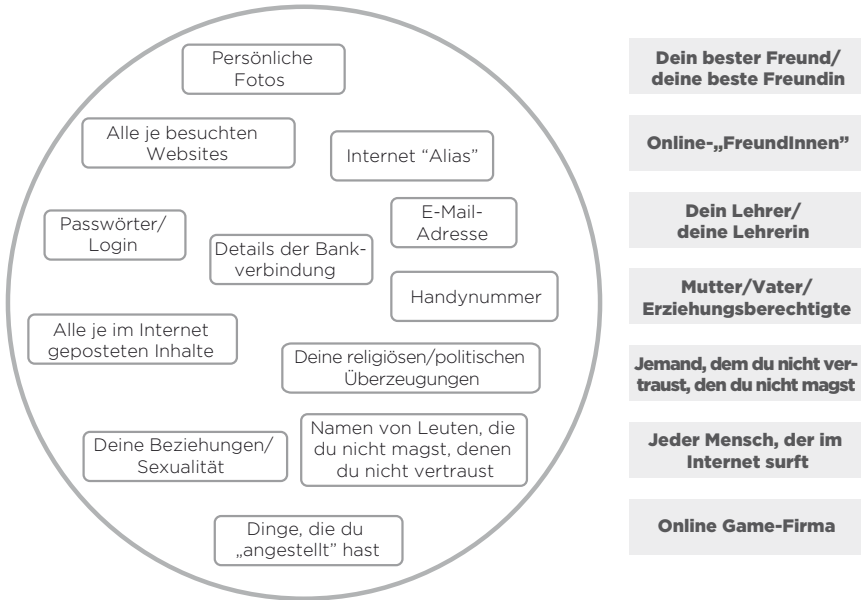 Persönliche
Fotos
Alle je besuchten
Websites
Internet “Alias”
Passwörter/
Login
E-Mail-
Adresse
Details der Bank-
verbindung
Handynummer
Alle je im Internet
geposteten Inhalte
Deine religiösen/politischen
Überzeugungen
Deine Beziehungen/
Sexualität
Namen von Leuten, die
du nicht magst, denen
du nicht vertraust
Dinge, die du
„angestellt” hast
Dein bester Freund/
deine beste Freundin
Online-„FreundInnen”
Dein Lehrer/
deine Lehrerin
Mutter/Vater/
Erziehungsberechtigte
Jemand, dem du nicht ver-
traust, den du nicht magst
Jeder Mensch, der im
Internet surft
Online Game-Firma